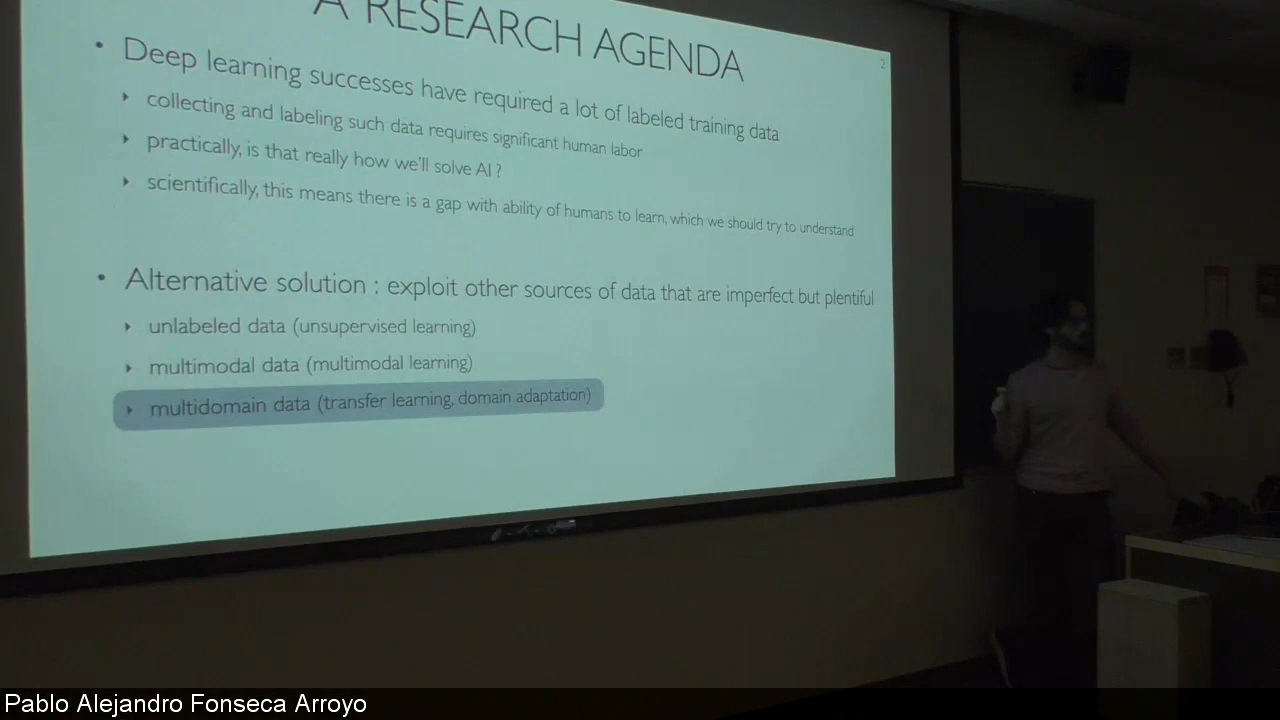 A RESEARCH AGENDA
2
• Deep learning successes have required a lot of labeled training data
‣ collecting and labeling such data requires significant human labor
‣ practically, is that really how we'll solve AI ?
‣ scientifically, this means there is a gap with ability of humans to learn, which we should try to understand
• Alternative solution : exploit other sources of data that are imperfect but plentiful
‣ unlabeled data (unsupervised learning)
‣ multimodal data (multimodal learning)
‣ multidomain data (transfer learning, domain adaptation)
Pablo Alejandro Fonseca Arroyo